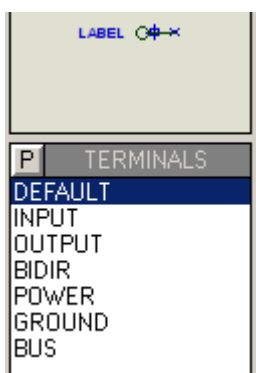 LABEL
P TERMINALS
DEFAULT
INPUT
OUTPUT
BIDIR
POWER
GROUND
BUS